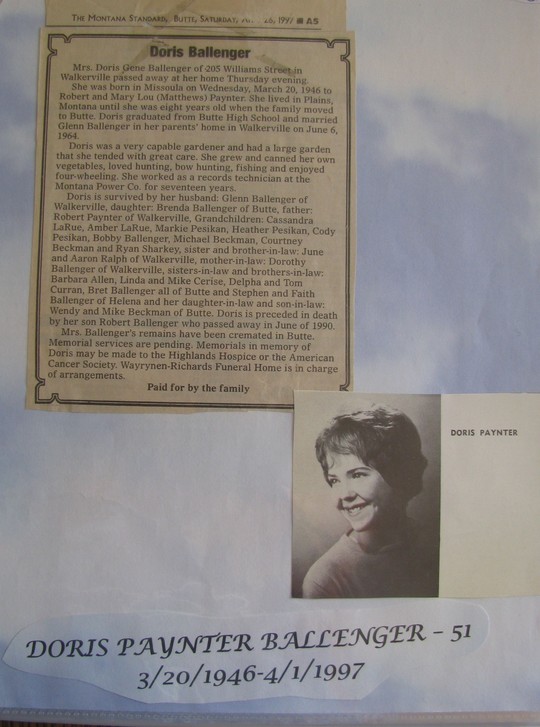 THE MONTANA STANDARD, BUTTE, SATURDAY, 26, 1997 A5
Doris Ballenger
Mrs. Doris Gene Ballenger of 205 Williams Street in
Walkerville passed away at her home Thursday evening.
She was born in Missoula on Wednesday, March 20, 1946 to
Robert and Mary Lou (Matthews) Paynter. She lived in Plains,
Montana until she was eight years old when the family moved
to Butte. Doris graduated from Butte High School and married
Glenn Ballenger in her parents' home in Walkerville on June 6,
1964.
Doris was a very capable gardener and had a large garden
that she tended with great care. She grew and canned her own
vegetables, loved hunting, bow hunting, fishing and enjoyed
four-wheeling. She worked as a records technician at the
Montana Power Co. for seventeen years.
Doris is survived by her husband: Glenn Ballenger of
Walkerville, daughter: Brenda Ballenger of Butte, father:
Robert Paynter of Walkerville, Grandchildren: Cassandra
LaRue, Amber LaRue, Markie Pesikan, Heather Pesikan, Cody
Pesikan, Bobby Ballenger, Michael Beckman, Courtney
Beckman and Ryan Sharkey, sister and brother-in-law: June
and Aaron Ralph of Walkerville, mother-in-law: Dorothy
Ballenger of Walkerville, sisters-in-law and brothers-in-law:
Barbara Allen, Linda and Mike Cerise, Delpha and Tom
Curran, Bret Ballenger all of Butte and Stephen and Faith
Ballenger of Helena and her daughter-in-law and son-in-law:
Wendy and Mike Beckman of Butte. Doris is preceded in death
by her son Robert Ballenger who passed away in June of 1990.
Mrs. Ballenger's remains have been cremated in Butte.
Memorial services are pending. Memorials in memory of
Doris may be made to the Highlands Hospice or the American
Cancer Society. Wayrynen-Richards Funeral Home is in charge
of arrangements.
Paid for by the family
DORIS PAYNTER
DORIS PAYNTER BALLENGER – 51
3/20/1946-4/1/1997